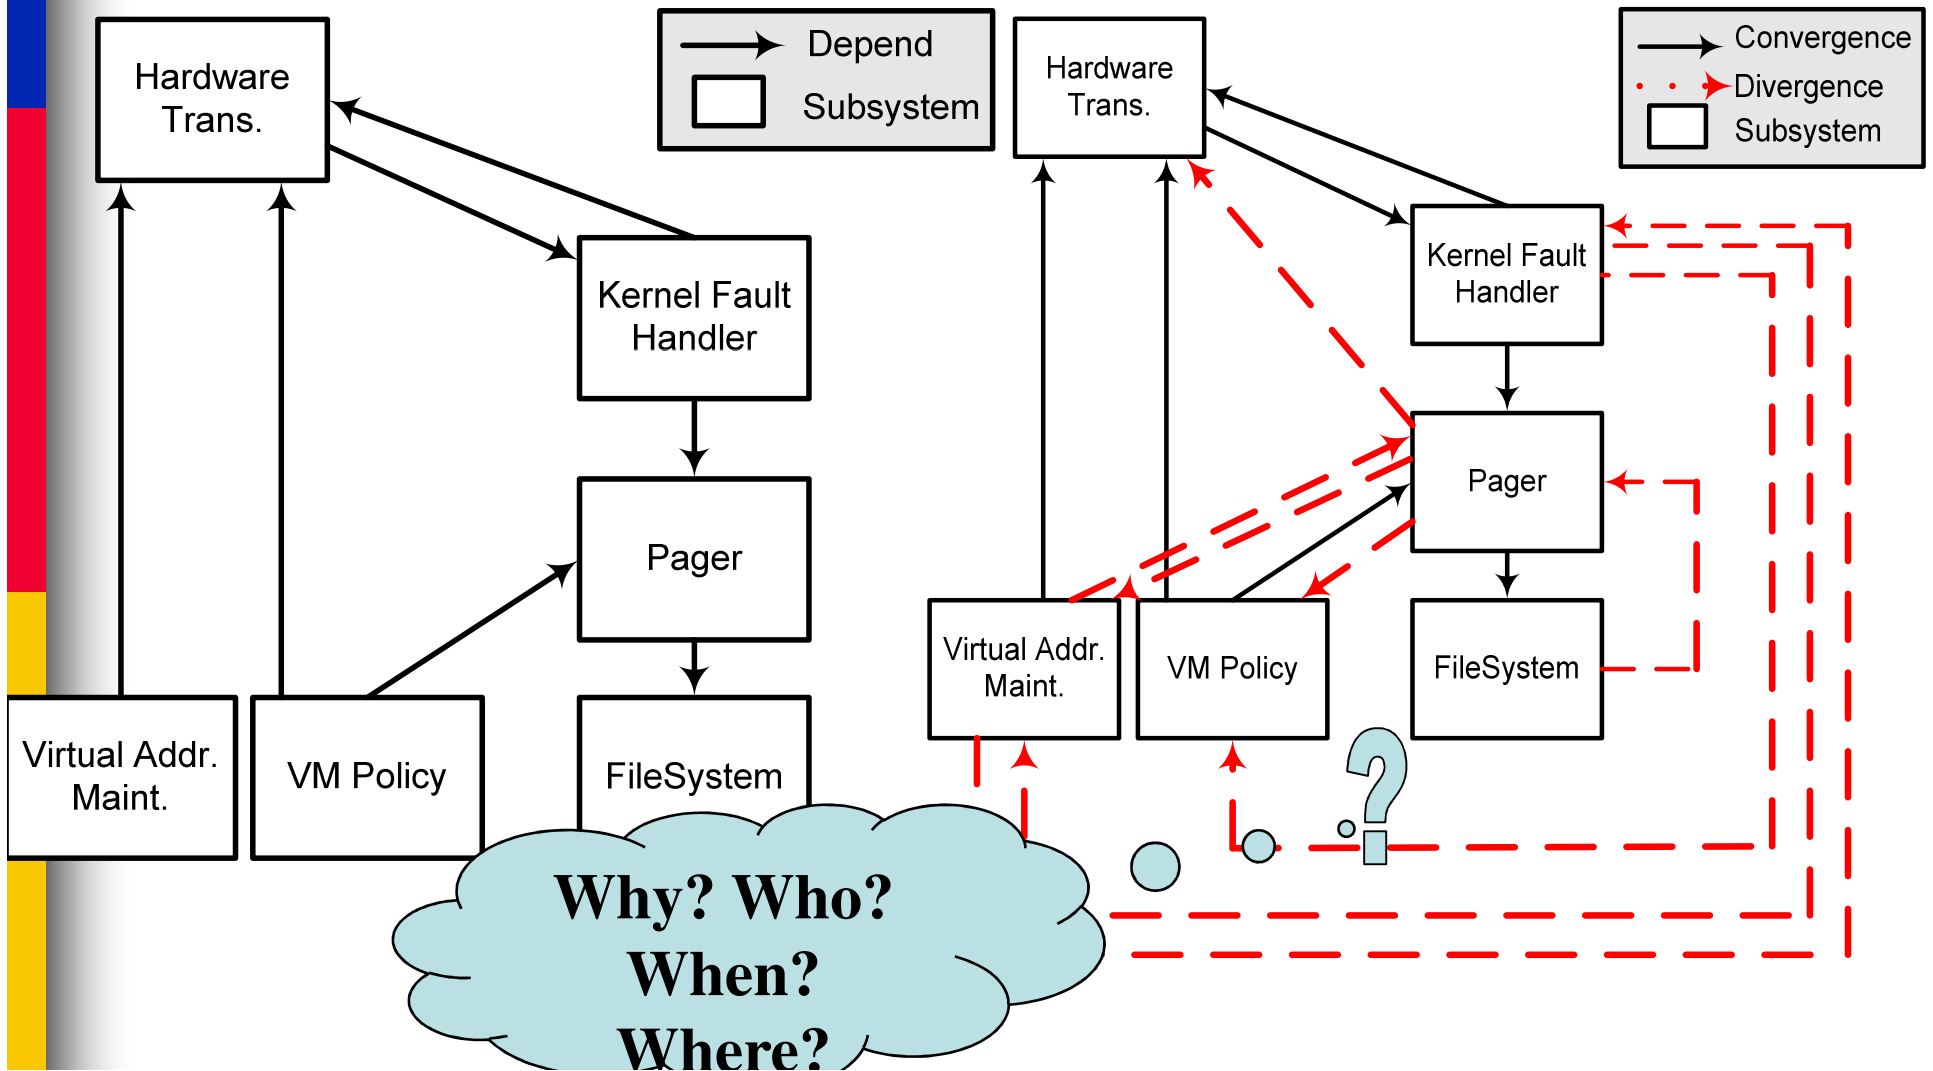 Hardware
Trans.
Depend
Subsystem
Kernel Fault
Handler
Pager
Virtual Addr.
Maint.
VM Policy
FileSystem
Hardware
Trans.
Convergence
Divergence
Subsystem
Kernel Fault
Handler
Pager
Virtual Addr.
Maint.
VM Policy
FileSystem
?
Why? Who?
When?
Where?